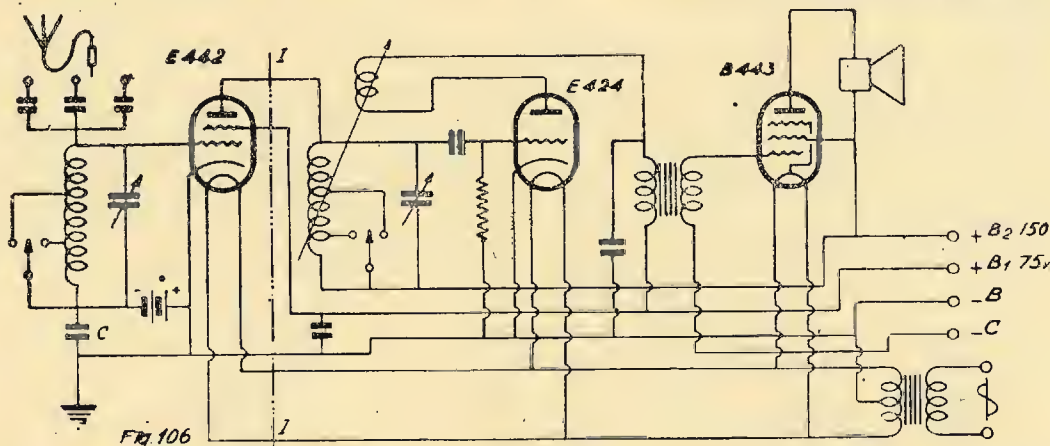 I
E442
E424
B443
+ B2 150
+ B1 75v
- B
- C
C
- +
+
I
Fig. 106